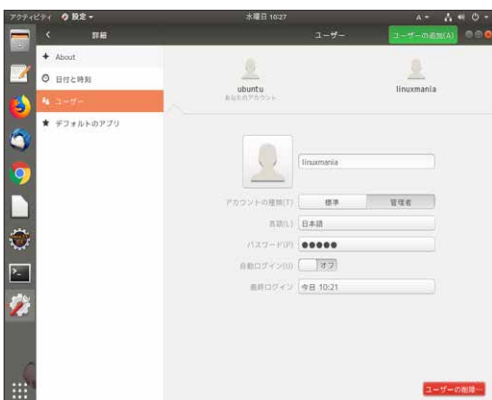 アクティビティ 設定 水曜日 10:27 A
詳細 ユーザー ユーザーの追加(A)
About
日付と時刻
ユーザー
デフォルトのアプリ
ubuntu
あなたのアカウント
linuxmania
linuxmania
アカウントの種類(T) 標準 管理者
言語(L) 日本語
パスワード(P) ●●●●●
自動ログイン(U) オフ
最終ログイン 今日 10:21
ユーザーの削除…